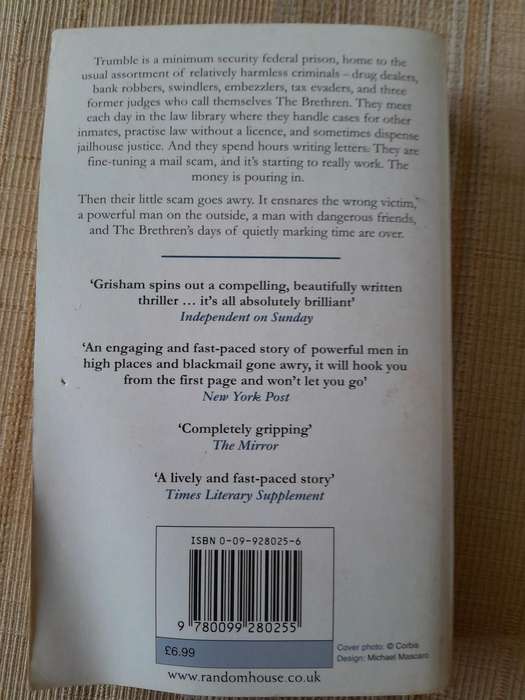 Trumble is a minimum security federal prison, home to the
usual assortment of relatively harmless criminals – drug dealers,
bank robbers, swindlers, embezzlers, tax evaders, and three
former judges who call themselves The Brethren. They meet
each day in the law library where they handle cases for other
inmates, practise law without a licence, and sometimes dispense
jailhouse justice. And they spend hours writing letters. They are
fine-tuning a mail scam, and it's starting to really work. The
money is pouring in.
Then their little scam goes awry. It ensnares the wrong victim,
a powerful man on the outside, a man with dangerous friends,
and The Brethren's days of quietly marking time are over.
'Grisham spins out a compelling, beautifully written
thriller ... it's all absolutely brilliant'
Independent on Sunday
'An engaging and fast-paced story of powerful men in
high places and blackmail gone awry, it will hook you
from the first page and won't let you go'
New York Post
'Completely gripping'
The Mirror
'A lively and fast-paced story'
Times Literary Supplement
ISBN 0-09-928025-6
9 780099 280255
£6.99
Cover photo: © Corbis
Design: Michael Mascaro
www.randomhouse.co.uk